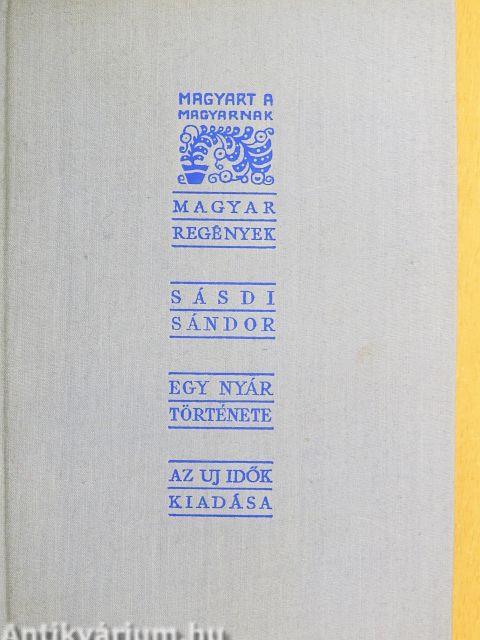 MAGYART A
MAGYARNAK
MAGYAR
REGÉNYEK
SÁSDI
SÁNDOR
EGY NYÁR
TÖRTÉNETE
AZ UJ IDŐK
KIADÁSA
Antikvárium.hu